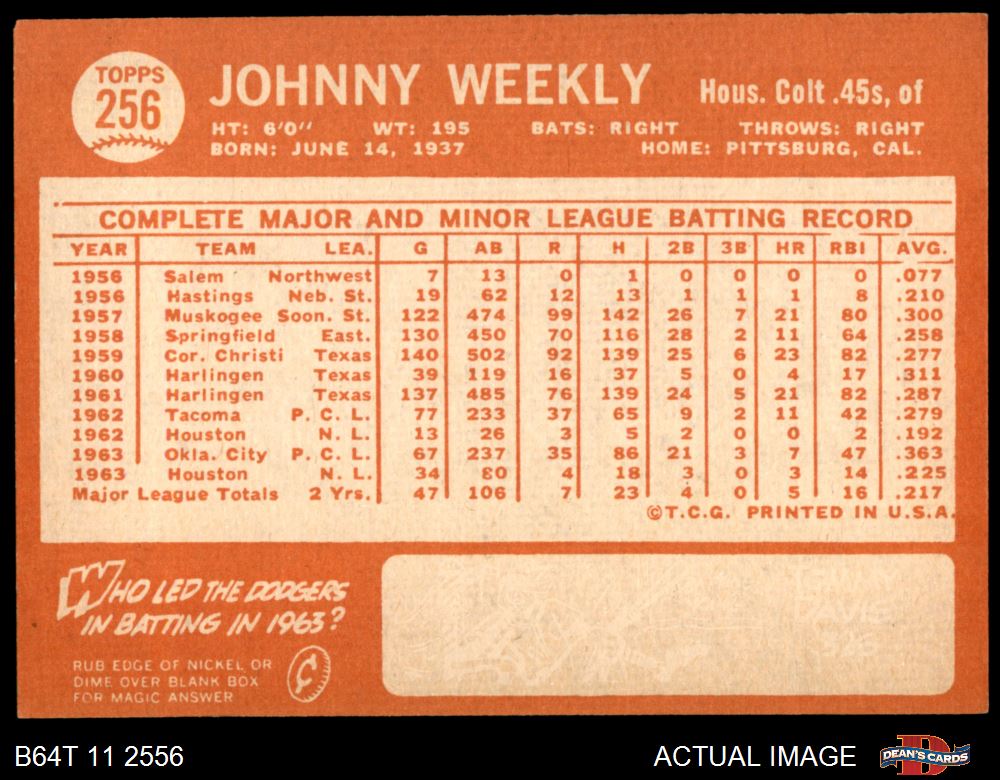 TOPPS
256
JOHNNY WEEKLY Hous. Colt .45s, of
HT: 6'0" WT: 195 BATS: RIGHT THROWS: RIGHT
BORN: JUNE 14, 1937 HOME: PITTSBURG, CAL.
COMPLETE MAJOR AND MINOR LEAGUE BATTING RECORD
YEAR TEAM LEA. G AB R H 2B 3B HR RBI AVG.
1956 Salem Northwest 7 13 0 1 0 0 0 0 .077
1956 Hastings Neb. St. 19 62 12 13 1 1 1 8 .210
1957 Muskogee Soon. St. 122 474 99 142 26 7 21 80 .300
1958 Springfield East. 130 450 70 116 28 2 11 64 .258
1959 Cor. Christi Texas 140 502 92 139 25 6 23 82 .277
1960 Harlingen Texas 39 119 16 37 5 0 4 17 .311
1961 Harlingen Texas 137 485 76 139 24 5 21 82 .287
1962 Tacoma P. C. L. 77 233 37 65 9 2 11 42 .279
1962 Houston N. L. 13 26 3 5 2 0 0 2 .192
1963 Okla. City P. C. L. 67 237 35 86 21 3 7 47 .363
1963 Houston N. L. 34 80 4 18 3 0 3 14 .225
Major League Totals 2 Yrs. 47 106 7 23 4 0 5 16 .217
©T.C.G. PRINTED IN U.S.A.
WHO LED THE DODGERS
IN BATTING IN 1963?
RUB EDGE OF NICKEL OR
DIME OVER BLANK BOX
FOR MAGIC ANSWER
¢
B64T 11 2556 ACTUAL IMAGE DEAN'S CARDS